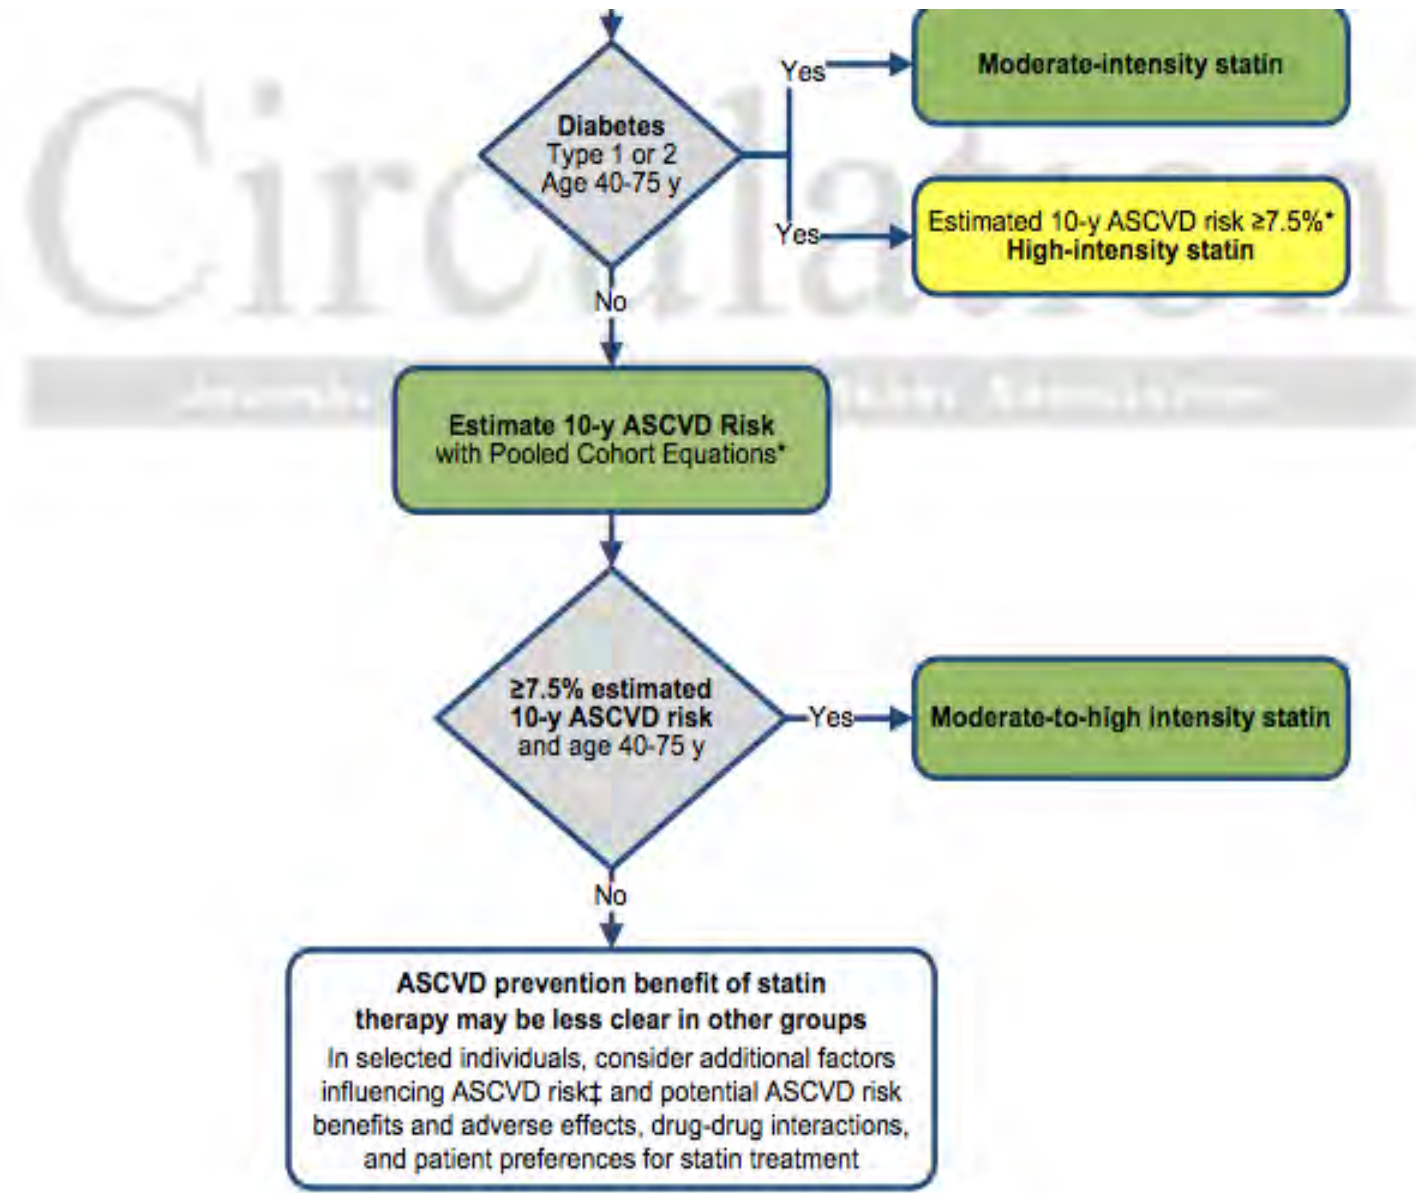 Circulation
Yes
Moderate-intensity statin
Diabetes
Type 1 or 2
Age 40-75 y
Yes
Estimated 10-y ASCVD risk ≥7.5%*
High-intensity statin
No
Estimate 10-y ASCVD Risk
with Pooled Cohort Equations*
≥7.5% estimated
10-y ASCVD risk
and age 40-75 y
Yes
Moderate-to-high intensity statin
No
ASCVD prevention benefit of statin
therapy may be less clear in other groups
In selected individuals, consider additional factors
influencing ASCVD risk‡ and potential ASCVD risk
benefits and adverse effects, drug-drug interactions,
and patient preferences for statin treatment